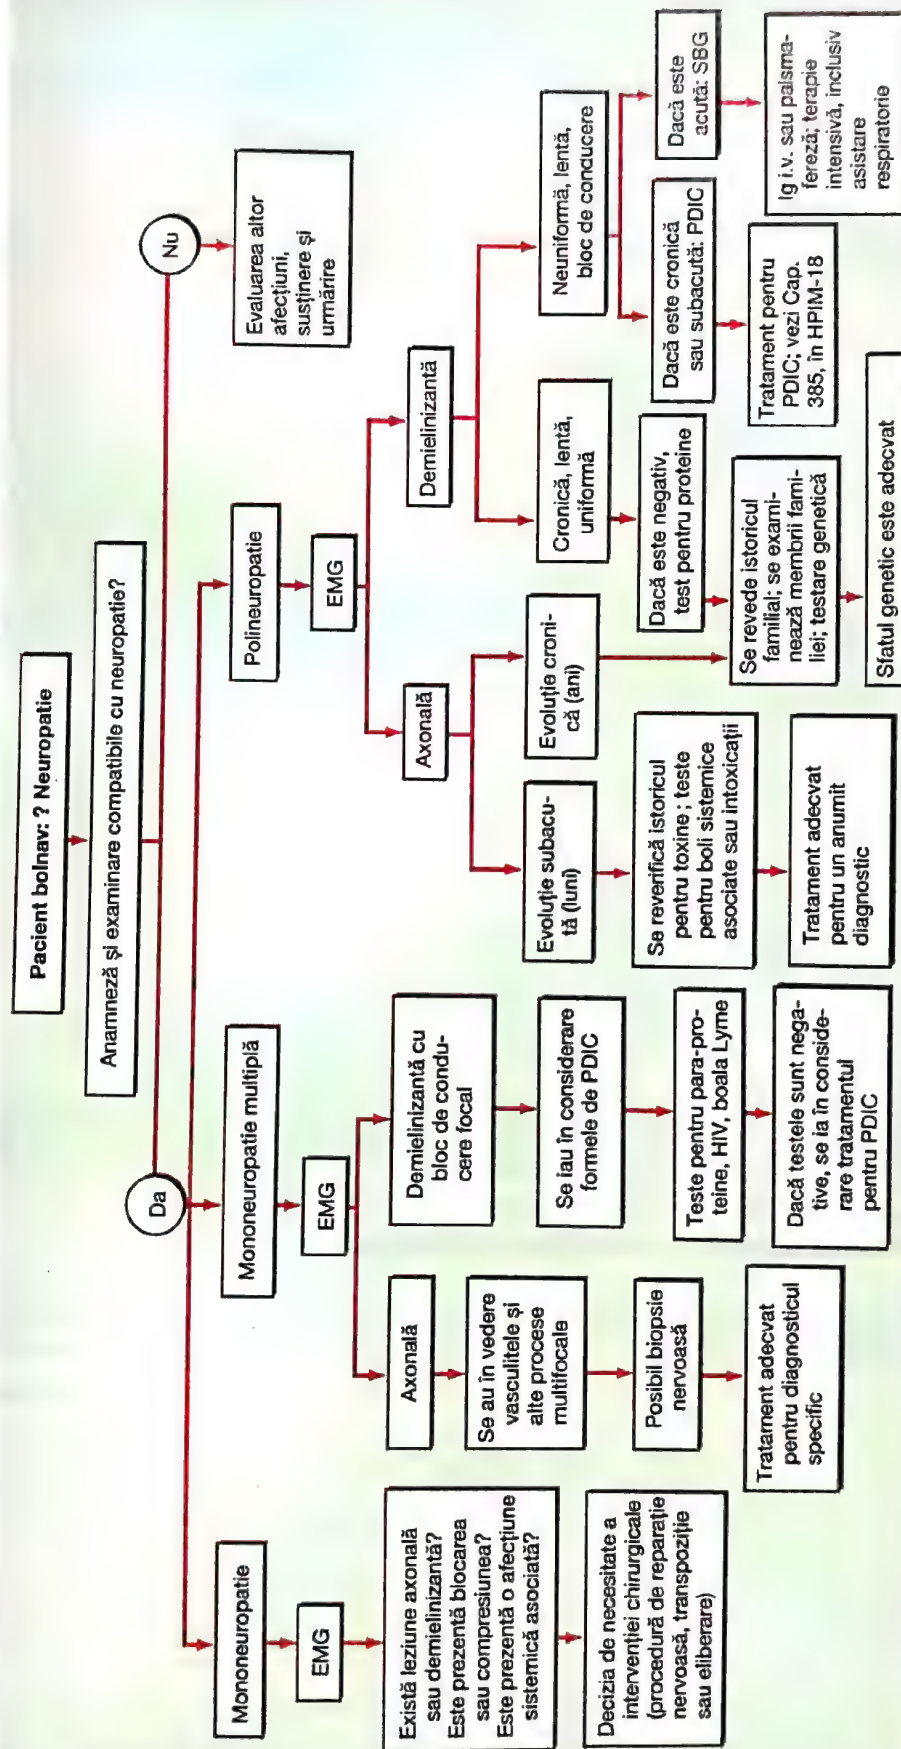 Pacient bolnav: ? Neuropatie
Anamneză și examinare compatibile cu neuropatie?
Da
Nu
Evaluarea altor
afecțiuni,
susținere și
urmărire
Mononeuropatie
EMG
Există leziune axonală
sau demielinizantă?
Este prezentă blocarea
sau compresiunea?
Este prezentă o afecțiune
sistemică asociată?
Decizia de necesitate a
intervenției chirurgicale
(procedură de reparație
nervoasă, transpoziție
sau eliberare)
Mononeuropatie multiplă
EMG
Axonală
Se au în vedere
vasculitele și
alte procese
multifocale
Posibil biopsie
nervoasă
Tratament adecvat
pentru diagnosticul
specific
Demielinizantă cu
bloc de condu-
cere focal
Se iau în considerare
formele de PDIC
Teste pentru para-pro-
teine, HIV, boala Lyme
Dacă testele sunt nega-
tive, se ia în conside-
rare tratamentul
pentru PDIC
Polineuropatie
EMG
Axonală
Evoluție subacu-
tă (luni)
Se reverifică istoricul
pentru toxine; teste
pentru boli sistemice
asociate sau intoxicații
Tratament adecvat
pentru un anumit
diagnostic
Evoluție croni-
că (ani)
Demielinizantă
Cronică, lentă,
uniformă
Dacă este negativ,
test pentru proteine
Se revede istoricul
familial; se exami-
nează membrii fami-
liei; testare genetică
Sfatul genetic este adecvat
Neuniformă, lentă,
bloc de conducere
Dacă este cronică
sau subacută: PDIC
Tratament pentru
PDIC; vezi Cap.
385, în HPIM-18
Dacă este
acută: SBG
Ig i.v. sau palsma-
fereză; terapie
intensivă, inclusiv
asistare
respiratorie